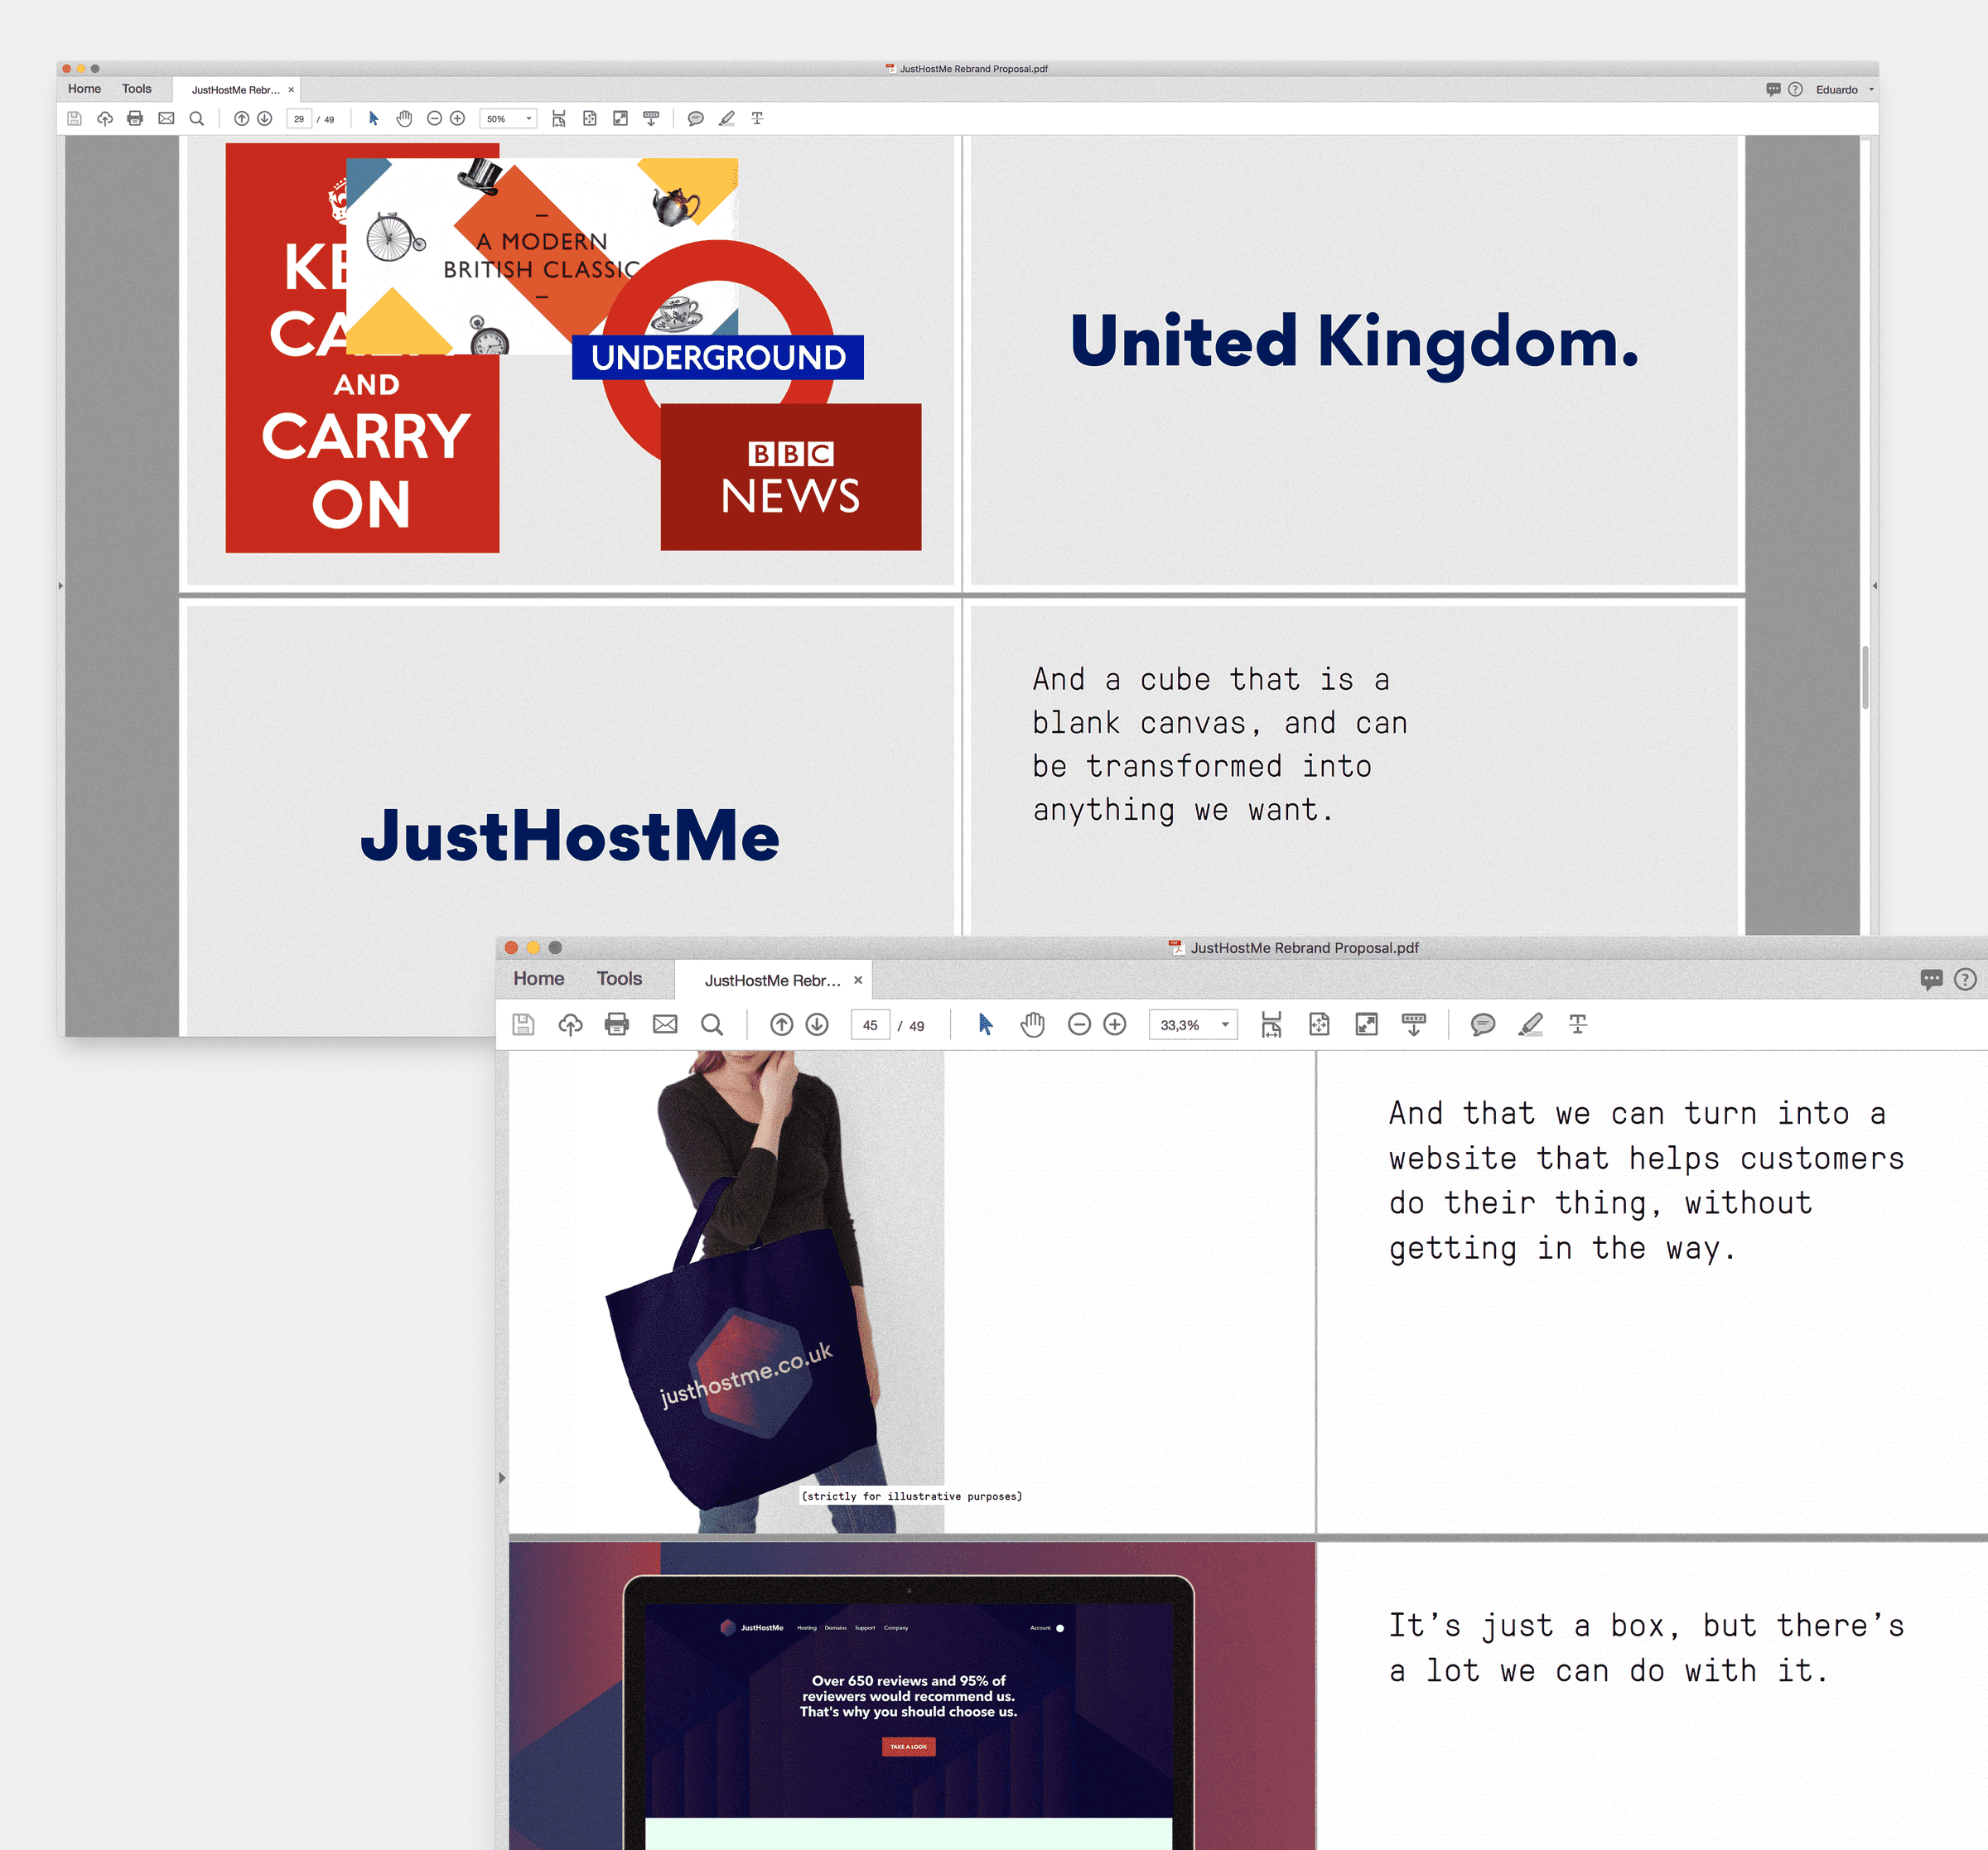 JustHostMe Rebrand Proposal.pdf
Home Tools JustHostMe Rebr... × Eduardo
29 / 49 50%
KE
CA
AND
CARRY
ON
A MODERN
BRITISH CLASSIC
UNDERGROUND
BBC
NEWS
United Kingdom.
JustHostMe
And a cube that is a
blank canvas, and can
be transformed into
anything we want.
JustHostMe Rebrand Proposal.pdf
Home Tools JustHostMe Rebr... ×
45 / 49 33,3%
justhostme.co.uk
(strictly for illustrative purposes)
And that we can turn into a
website that helps customers
do their thing, without
getting in the way.
JustHostMe Hosting Domains Support Company Account
Over 650 reviews and 95% of
reviewers would recommend us.
That's why you should choose us.
TAKE A LOOK
It’s just a box, but there’s
a lot we can do with it.